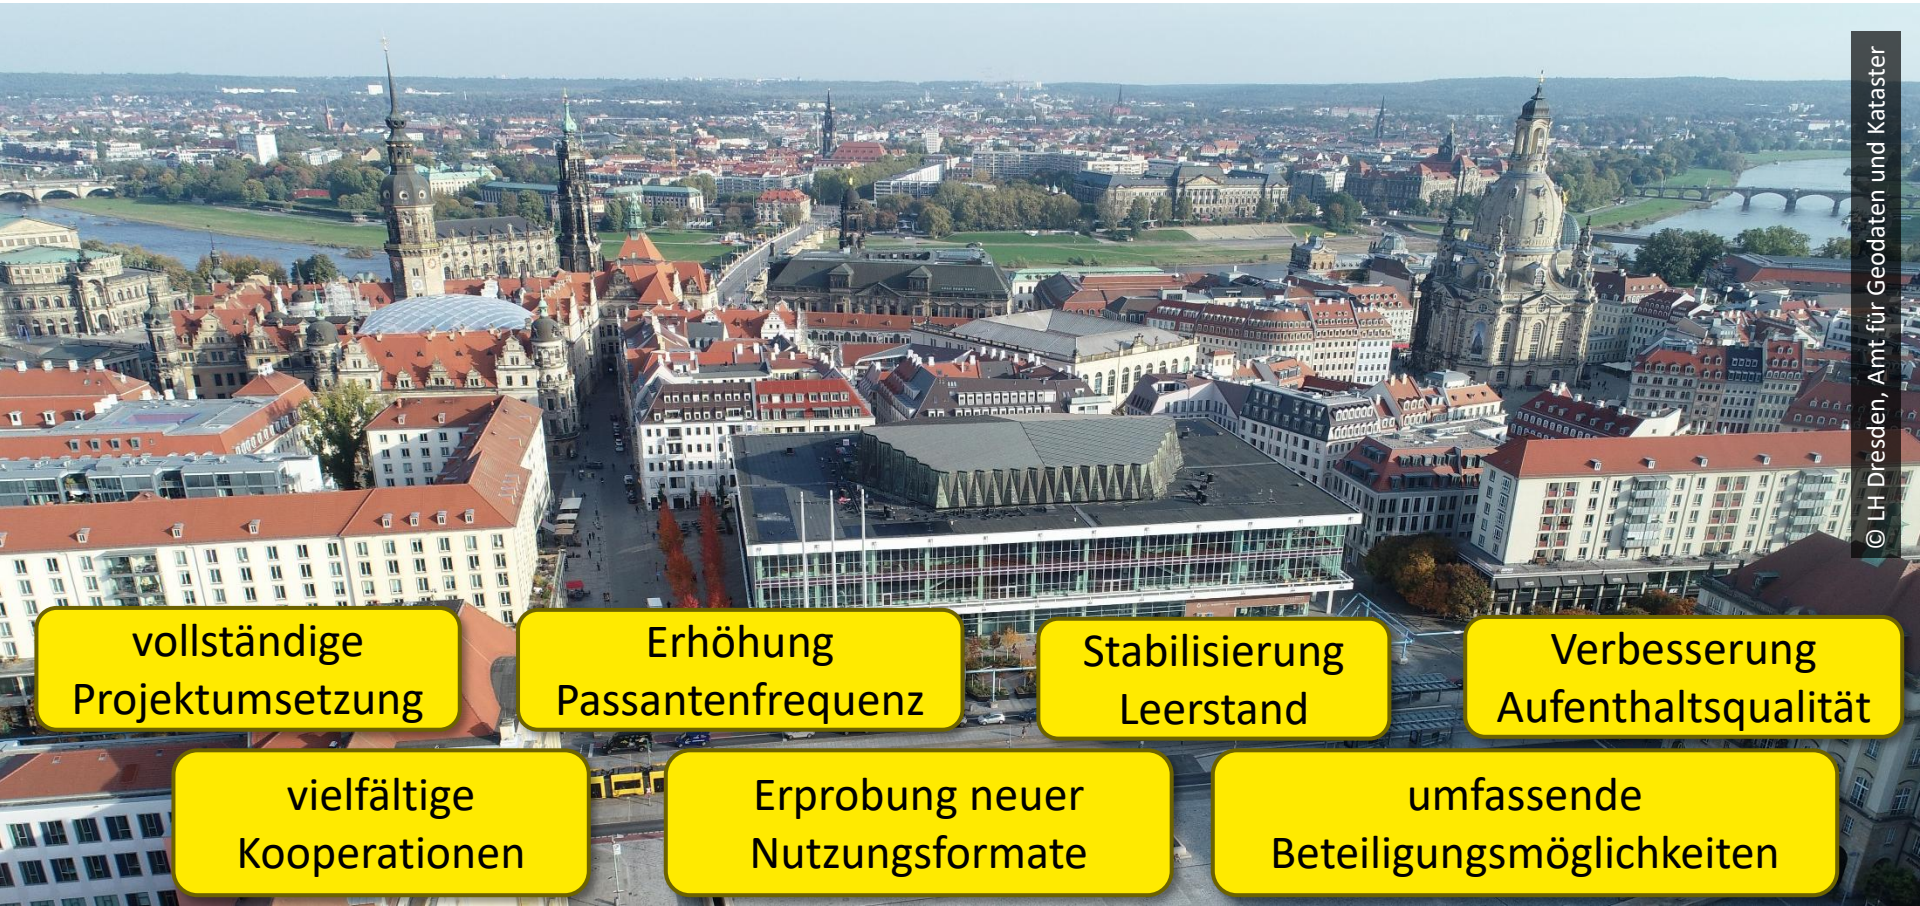 © LH Dresden, Amt für Geodaten und Kataster
vollständige
Projektumsetzung
Erhöhung
Passantenfrequenz
Stabilisierung
Leerstand
Verbesserung
Aufenthaltsqualität
vielfältige
Kooperationen
Erprobung neuer
Nutzungsformate
umfassende
Beteiligungsmöglichkeiten